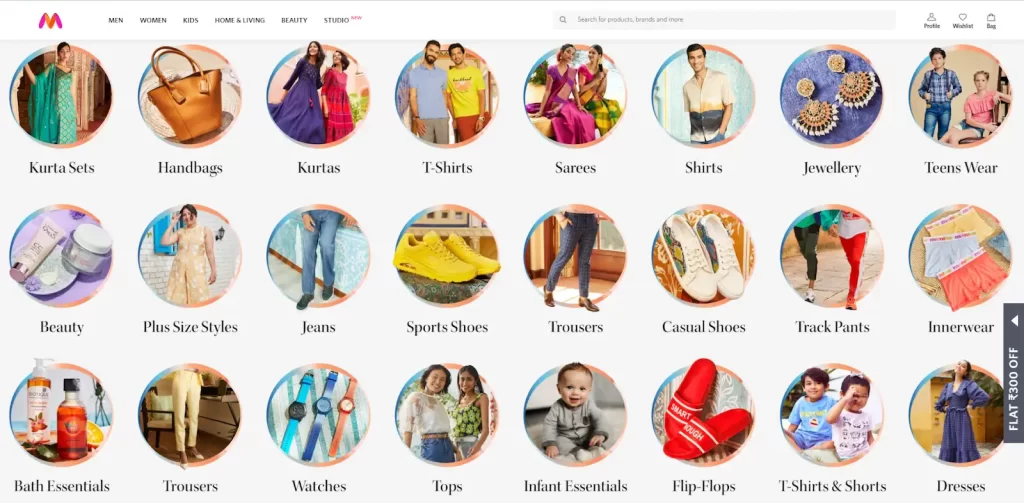 MEN WOMEN KIDS HOME & LIVING BEAUTY STUDIO NEW
Search for products, brands and more
Profile Wishlist Bag
Kurta Sets Handbags Kurtas T-Shirts Sarees Shirts Jewellery Teens Wear
Beauty Plus Size Styles Jeans Sports Shoes Trousers Casual Shoes Track Pants Innerwear
FLAT ₹300 OFF
SMART
TOUGH
Bath Essentials Trousers Watches Tops Infant Essentials Flip-Flops T-Shirts & Shorts Dresses